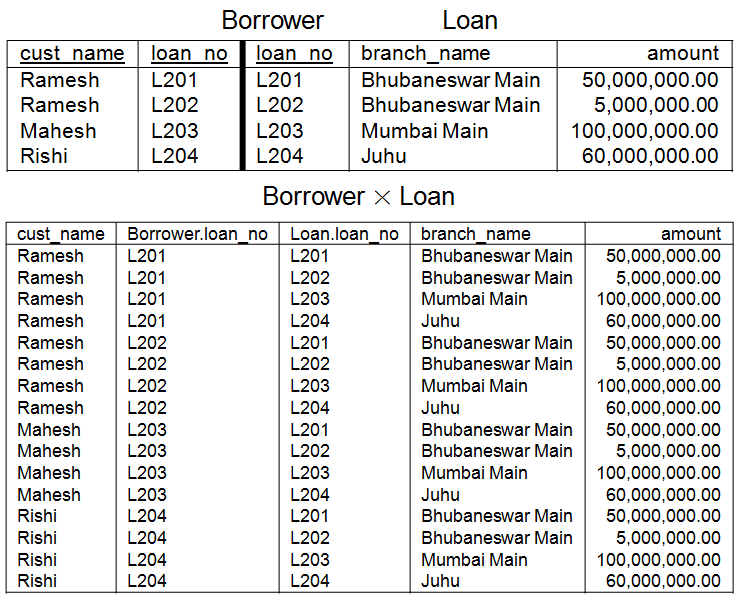 Borrower Loan
cust_name loan_no loan_no branch_name amount
Ramesh L201 L201 Bhubaneswar Main 50,000,000.00
Ramesh L202 L202 Bhubaneswar Main 5,000,000.00
Mahesh L203 L203 Mumbai Main 100,000,000.00
Rishi L204 L204 Juhu 60,000,000.00
Borrower × Loan
cust_name Borrower.loan_no Loan.loan_no branch_name amount
Ramesh L201 L201 Bhubaneswar Main 50,000,000.00
Ramesh L201 L202 Bhubaneswar Main 5,000,000.00
Ramesh L201 L203 Mumbai Main 100,000,000.00
Ramesh L201 L204 Juhu 60,000,000.00
Ramesh L202 L201 Bhubaneswar Main 50,000,000.00
Ramesh L202 L202 Bhubaneswar Main 5,000,000.00
Ramesh L202 L203 Mumbai Main 100,000,000.00
Ramesh L202 L204 Juhu 60,000,000.00
Mahesh L203 L201 Bhubaneswar Main 50,000,000.00
Mahesh L203 L202 Bhubaneswar Main 5,000,000.00
Mahesh L203 L203 Mumbai Main 100,000,000.00
Mahesh L203 L204 Juhu 60,000,000.00
Rishi L204 L201 Bhubaneswar Main 50,000,000.00
Rishi L204 L202 Bhubaneswar Main 5,000,000.00
Rishi L204 L203 Mumbai Main 100,000,000.00
Rishi L204 L204 Juhu 60,000,000.00